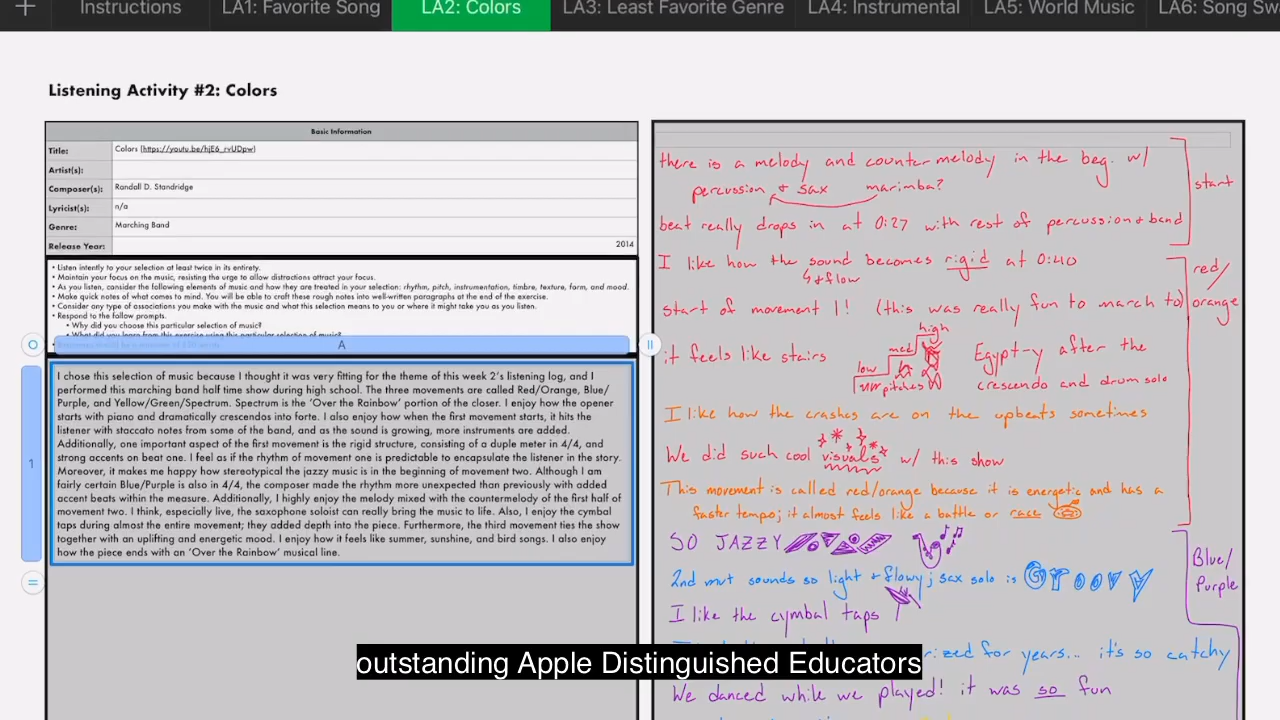 Instructions
LA1: Favorite Song
LA2: Colors
LA3: Least Favorite Genre
LA4: Instrumental
LA5: World Music
LA6: Song Swa
Listening Activity #2: Colors
Basic Information
Title: Colors (https://youtu.be/hjE6_rvUDpw)
Artist(s):
Composer(s): Randall D. Standridge
Lyricist(s): n/a
Genre: Marching Band
Release Year: 2014
• Listen intently to your selection at least twice in its entirety.
• Maintain your focus on the music, resisting the urge to allow distractions attract your focus.
• As you listen, consider the following elements of music and how they are treated in your selection: rhythm, pitch, instrumentation, timbre, texture, form, and mood.
• Make quick notes of what comes to mind. You will be able to craft these rough notes into well-written paragraphs at the end of the exercise.
• Consider any type of associations you make with the music and what this selection means to you or where it might take you as you listen.
• Respond to the follow prompts.
• Why did you choose this particular selection of music?
• What did you learn from this exercise using this particular selection of music?
A
1
I chose this selection of music because I thought it was very fitting for the theme of this week 2's listening log, and I
performed this marching band half time show during high school. The three movements are called Red/Orange, Blue/
Purple, and Yellow/Green/Spectrum. Spectrum is the 'Over the Rainbow' portion of the closer. I enjoy how the opener
starts with piano and dramatically crescendos into forte. I also enjoy how when the first movement starts, it hits the
listener with staccato notes from some of the band, and as the sound is growing, more instruments are added.
Additionally, one important aspect of the first movement is the rigid structure, consisting of a duple meter in 4/4, and
strong accents on beat one. I feel as if the rhythm of movement one is predictable to encapsulate the listener in the story.
Moreover, it makes me happy how stereotypical the jazzy music is in the beginning of movement two. Although I am
fairly certain Blue/Purple is also in 4/4, the composer made the rhythm more unexpected than previously with added
accent beats within the measure. Additionally, I highly enjoy the melody mixed with the countermelody of the first half of
movement two. I think, especially live, the saxophone soloist can really bring the music to life. Also, I enjoy the cymbal
taps during almost the entire movement; they added depth into the piece. Furthermore, the third movement ties the show
together with an uplifting and energetic mood. I enjoy how it feels like summer, sunshine, and bird songs. I also enjoy
how the piece ends with an 'Over the Rainbow' musical line.
there is a melody and countermelody in the beg. w/
percussion + sax marimba?
start
beat really drops in at 0:27 with rest of percussion + band
I like how the sound becomes rigid at 0:40
↳ + flow
red/
orange
start of movement 1! (this was really fun to march to)
it feels like stairs
low med high
pitches
Egypt-y after the
crescendo and drum solo
I like how the crashes are on the upbeats sometimes
We did such cool visuals w/ this show
This movement is called red/orange because it is energetic and has a
faster tempo; it almost feels like a battle or race
SO JAZZY
Blue/
Purple
2nd mvt sounds so light + flowy; sax solo is GROOVY
I like the cymbal taps
rized for years... it's so catchy
We danced while we played! it was so fun
outstanding Apple Distinguished Educators